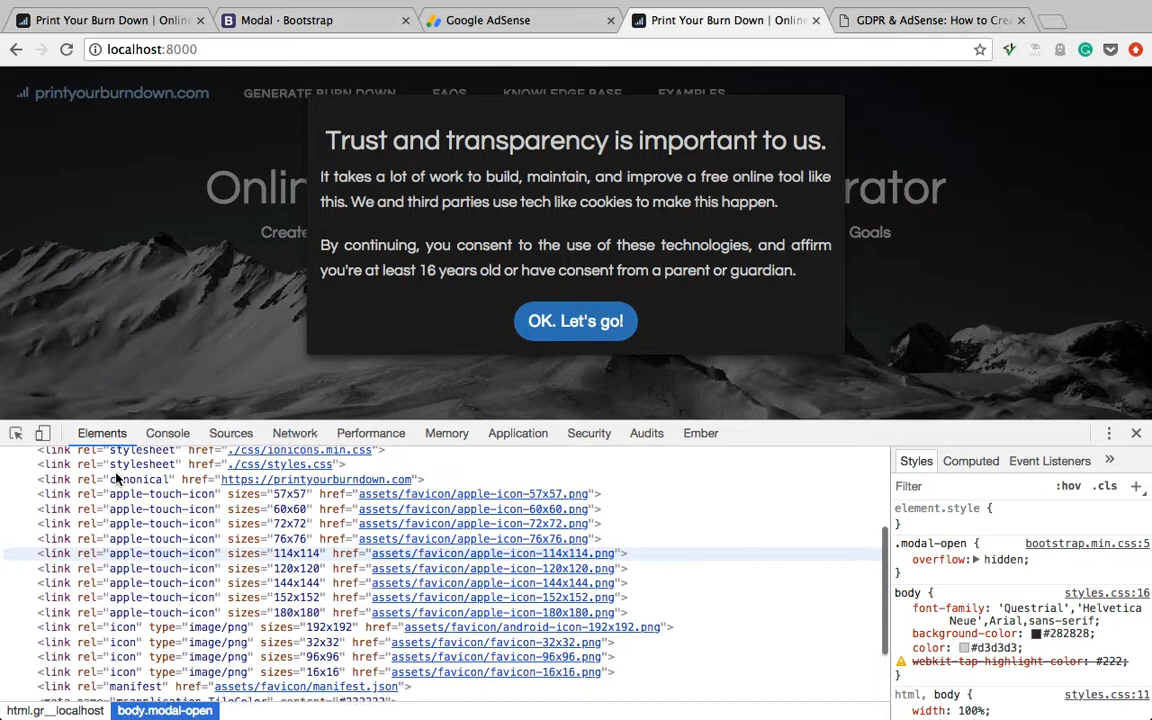 Print Your Burn Down | Online
Modal · Bootstrap
Google AdSense
Print Your Burn Down | Online
GDPR & AdSense: How to Crea
localhost:8000
printyourburndown.com
GENERATE BURN DOWN
FAQS
KNOWLEDGE BASE
EXAMPLES
Trust and transparency is important to us.
It takes a lot of work to build, maintain, and improve a free online tool like
this. We and third parties use tech like cookies to make this happen.
By continuing, you consent to the use of these technologies, and affirm
you're at least 16 years old or have consent from a parent or guardian.
OK. Let's go!
Onlin
rator
Create
Goals
Elements
Console
Sources
Network
Performance
Memory
Application
Security
Audits
Ember
<link rel="stylesheet" href="./css/ionicons.min.css">
<link rel="stylesheet" href="./css/styles.css">
<link rel="canonical" href="https://printyourburndown.com">
<link rel="apple-touch-icon" sizes="57x57" href="assets/favicon/apple-icon-57x57.png">
<link rel="apple-touch-icon" sizes="60x60" href="assets/favicon/apple-icon-60x60.png">
<link rel="apple-touch-icon" sizes="72x72" href="assets/favicon/apple-icon-72x72.png">
<link rel="apple-touch-icon" sizes="76x76" href="assets/favicon/apple-icon-76x76.png">
<link rel="apple-touch-icon" sizes="114x114" href="assets/favicon/apple-icon-114x114.png">
<link rel="apple-touch-icon" sizes="120x120" href="assets/favicon/apple-icon-120x120.png">
<link rel="apple-touch-icon" sizes="144x144" href="assets/favicon/apple-icon-144x144.png">
<link rel="apple-touch-icon" sizes="152x152" href="assets/favicon/apple-icon-152x152.png">
<link rel="apple-touch-icon" sizes="180x180" href="assets/favicon/apple-icon-180x180.png">
<link rel="icon" type="image/png" sizes="192x192" href="assets/favicon/android-icon-192x192.png">
<link rel="icon" type="image/png" sizes="32x32" href="assets/favicon/favicon-32x32.png">
<link rel="icon" type="image/png" sizes="96x96" href="assets/favicon/favicon-96x96.png">
<link rel="icon" type="image/png" sizes="16x16" href="assets/favicon/favicon-16x16.png">
<link rel="manifest" href="assets/favicon/manifest.json">
<meta name="msapplication-TileColor" content="#222222">
html.gr__localhost
body.modal-open
Styles
Computed
Event Listeners
»
Filter
:hov
.cls
+
element.style {
}
.modal-open {
bootstrap.min.css:5
overflow: hidden;
}
body {
styles.css:16
font-family: 'Questrial','Helvetica
Neue',Arial,sans-serif;
background-color: #282828;
color: #d3d3d3;
webkit-tap-highlight-color: #222;
}
html, body {
styles.css:11
width: 100%;